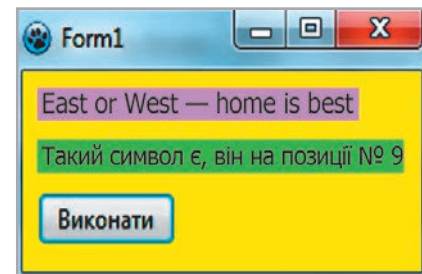 Form1
East or West — home is best
Такий символ є, він на позиції № 9
Виконати